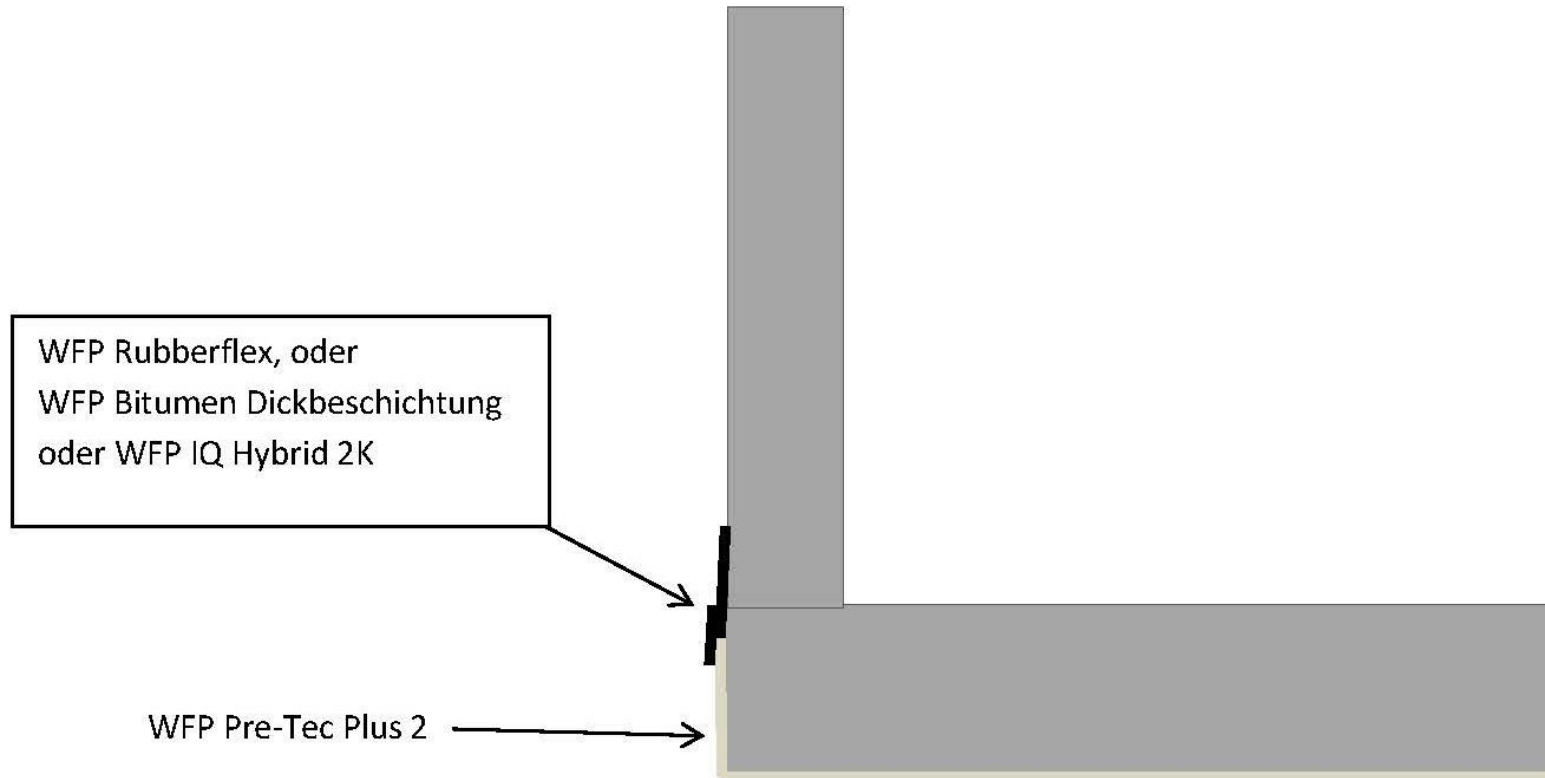 WFP Rubberflex, oder
WFP Bitumen Dickbeschichtung
oder WFP IQ Hybrid 2K
WFP Pre-Tec Plus 2